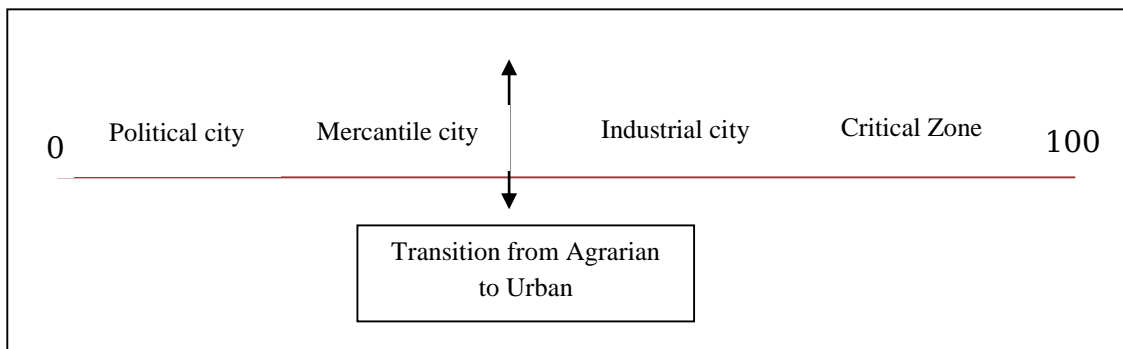 0
Political city
Mercantile city
Industrial city
Critical Zone
100
Transition from Agrarian
to Urban